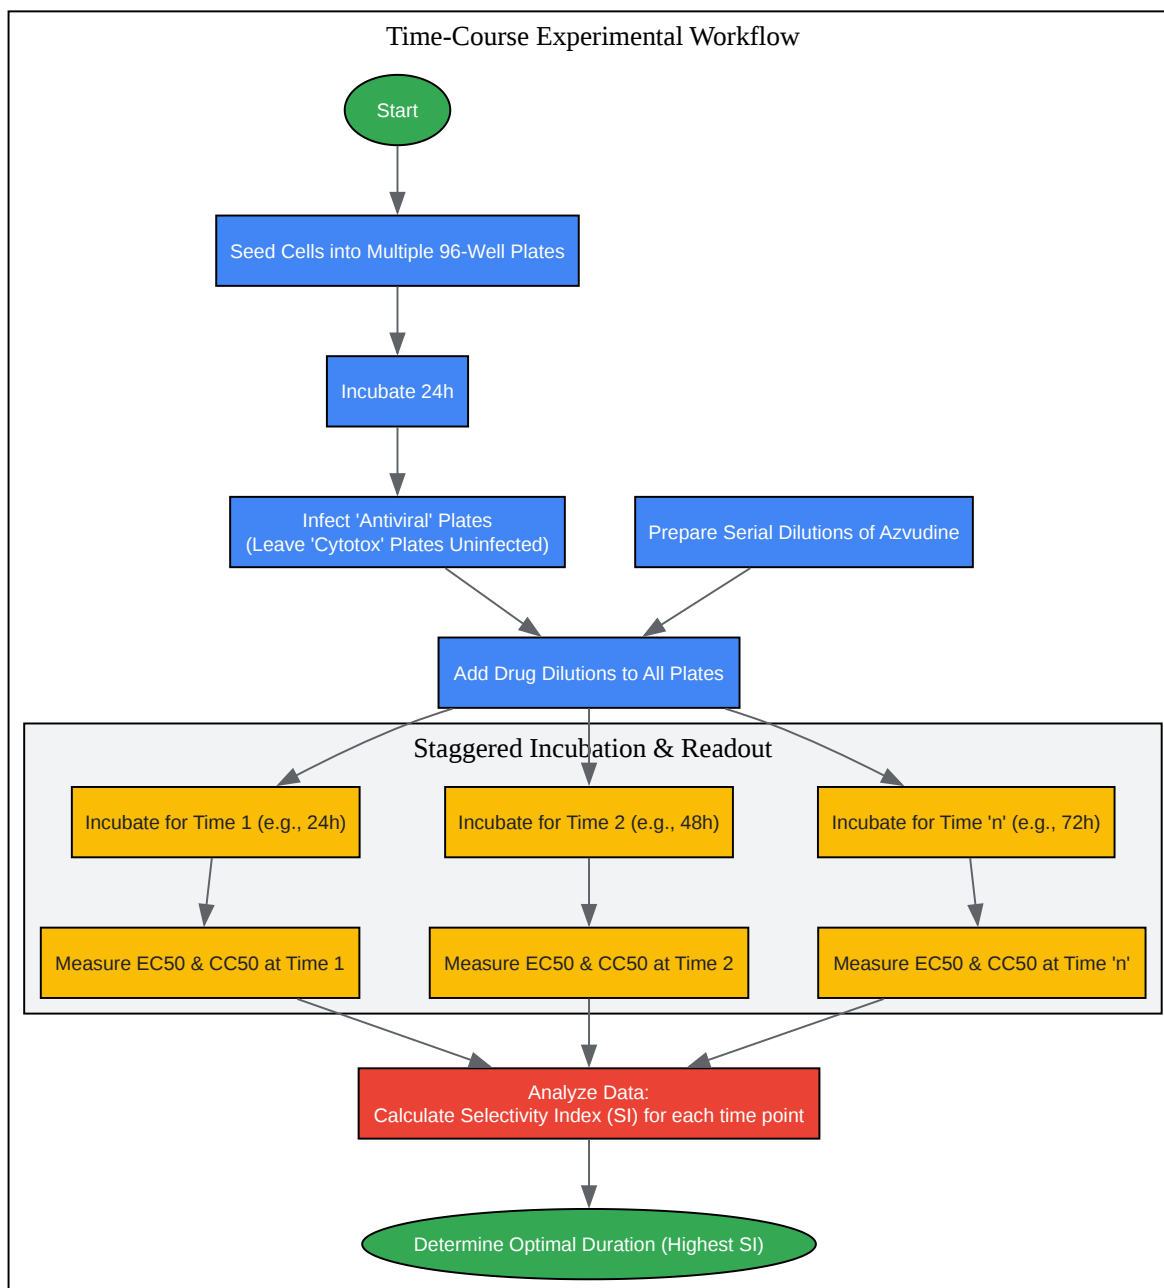 Time-Course Experimental Workflow
Start
Seed Cells into Multiple 96-Well Plates
Incubate 24h
Infect 'Antiviral' Plates
(Leave 'Cytotox' Plates Uninfected)
Prepare Serial Dilutions of Azvudine
Add Drug Dilutions to All Plates
Staggered Incubation & Readout
Incubate for Time 1 (e.g., 24h)
Incubate for Time 2 (e.g., 48h)
Incubate for Time 'n' (e.g., 72h)
Measure EC50 & CC50 at Time 1
Measure EC50 & CC50 at Time 2
Measure EC50 & CC50 at Time 'n'
Analyze Data:
Calculate Selectivity Index (SI) for each time point
Determine Optimal Duration (Highest SI)